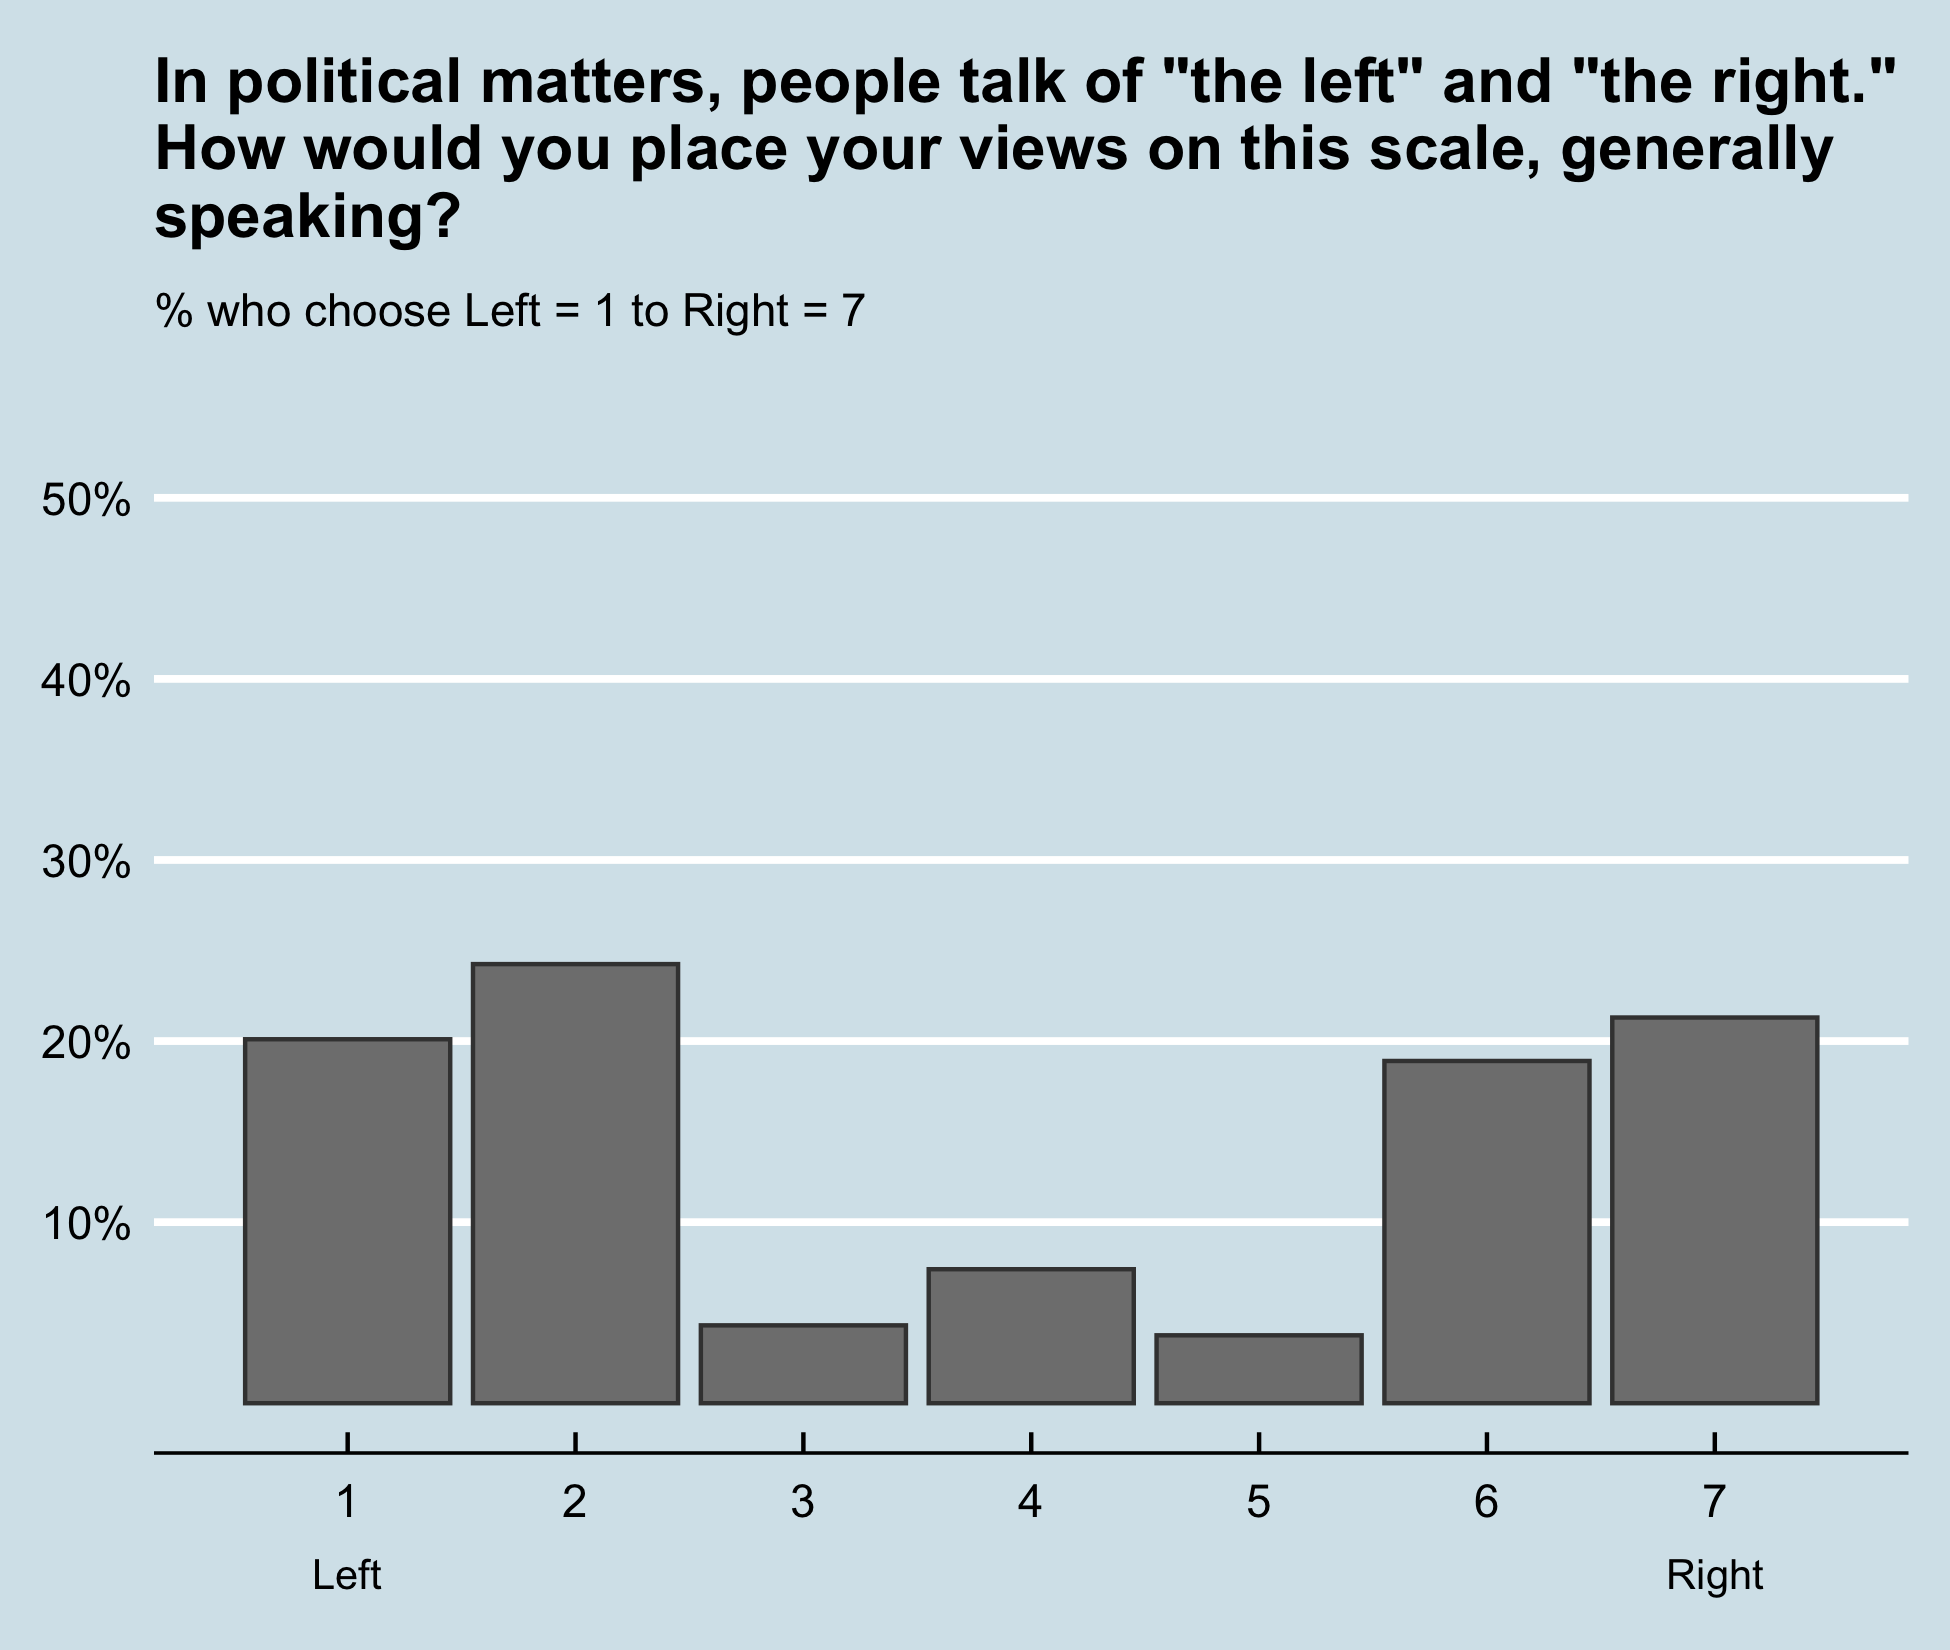 In political matters, people talk of "the left" and "the right."
How would you place your views on this scale, generally
speaking?
% who choose Left = 1 to Right = 7
50%
40%
30%
20%
10%
1 2 3 4 5 6 7
Left Right